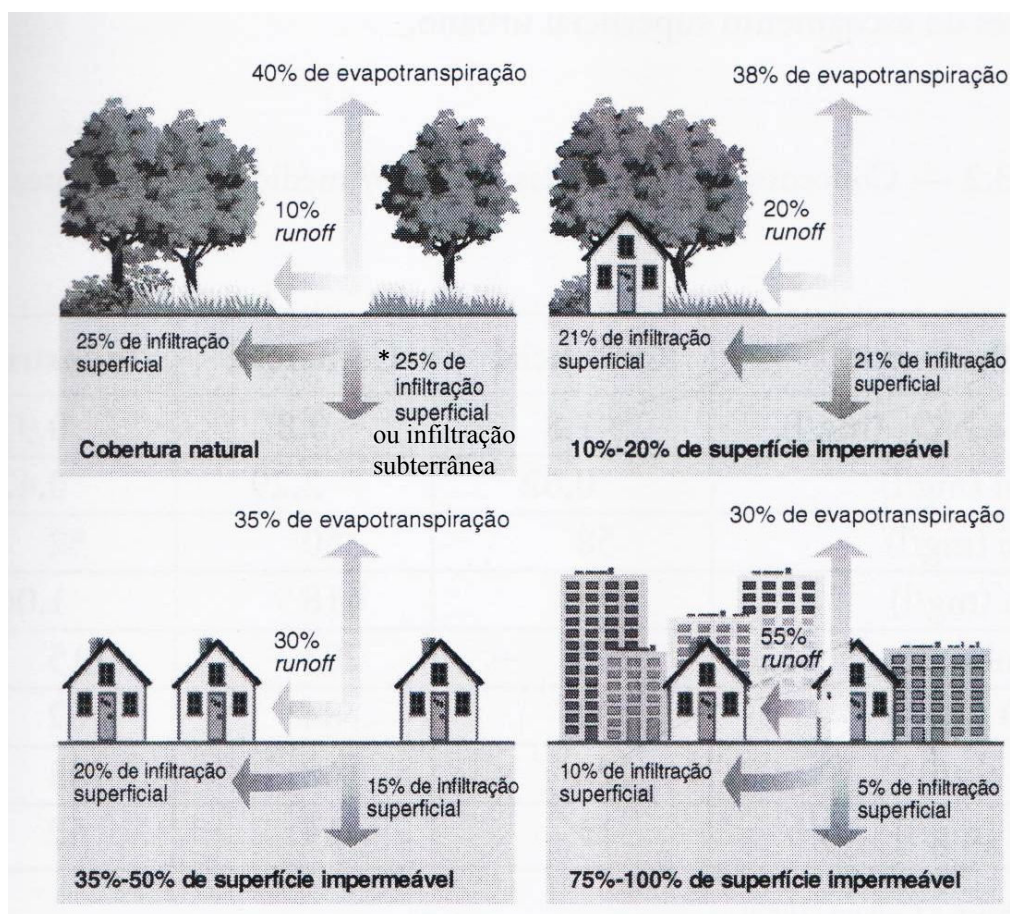 40% de evapotranspiração
10%
runoff
25% de infiltração
superficial
* 25% de
infiltração
superficial
ou infiltração
subterrânea
Cobertura natural
38% de evapotranspiração
20%
runoff
21% de infiltração
superficial
21% de infiltração
superficial
10%-20% de superfície impermeável
35% de evapotranspiração
30%
runoff
20% de infiltração
superficial
15% de infiltração
superficial
35%-50% de superfície impermeável
30% de evapotranspiração
55%
runoff
10% de infiltração
superficial
5% de infiltração
superficial
75%-100% de superfície impermeável